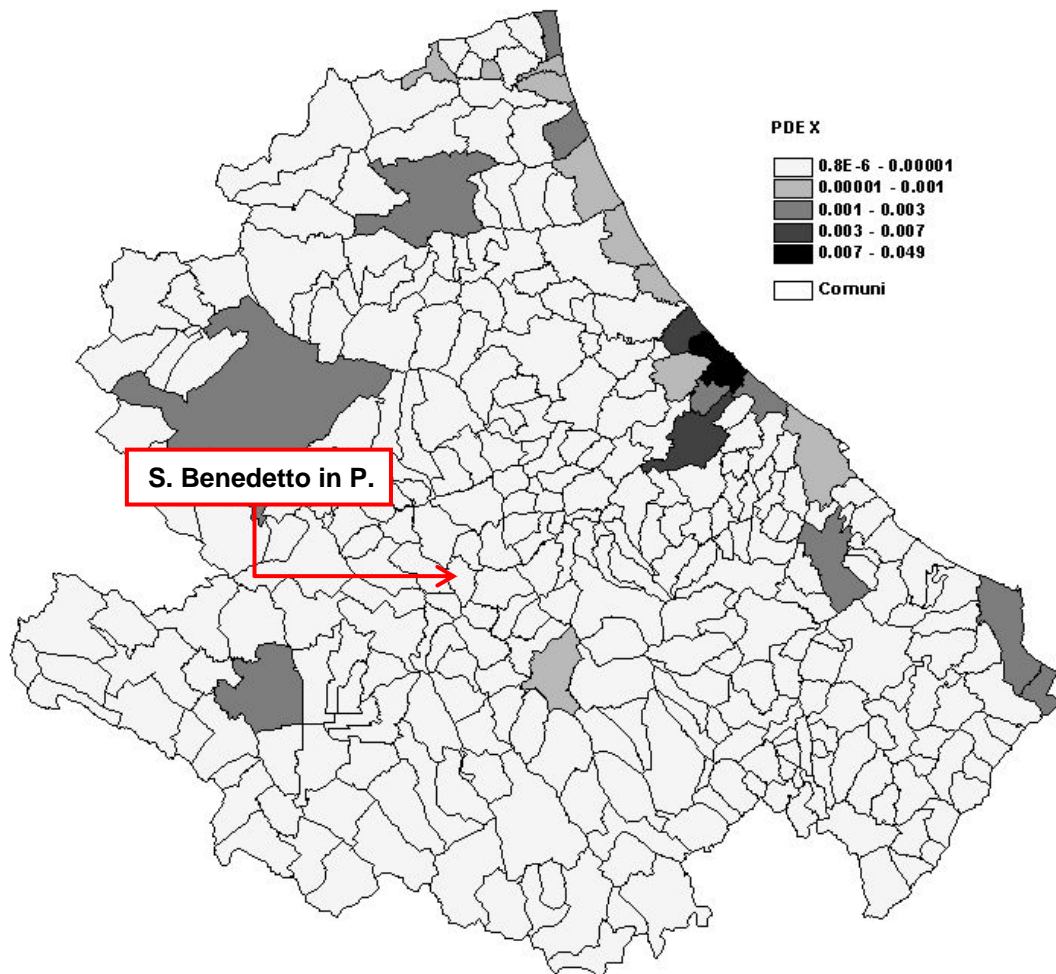 PDE X
0.8E-6 - 0.00001
0.00001 - 0.001
0.001 - 0.003
0.003 - 0.007
0.007 - 0.049
Comuni
S. Benedetto in P.